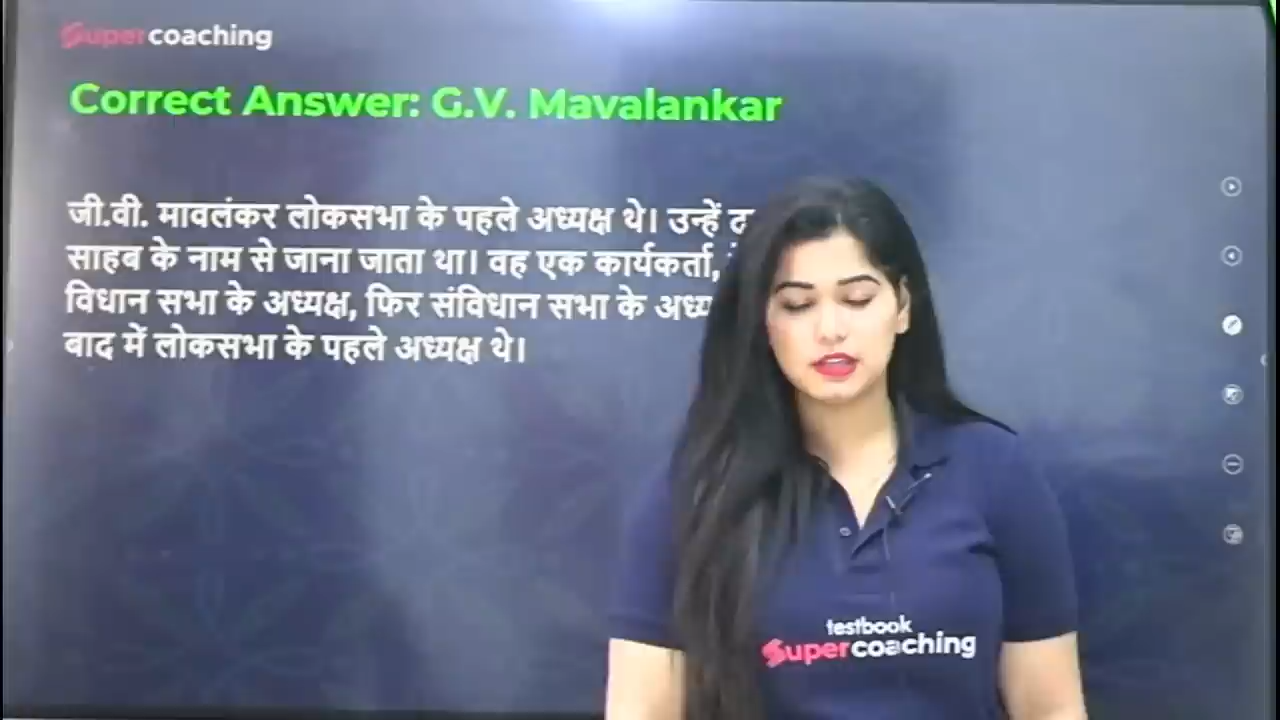 Supercoaching
Correct Answer: G.V. Mavalankar
जी.वी. मावलंकर लोकसभा के पहले अध्यक्ष थे। उन्हें
साहब के नाम से जाना जाता था। वह एक कार्यकर्ता,
विधान सभा के अध्यक्ष, फिर संविधान सभा के
बाद में लोकसभा के पहले अध्यक्ष थे।
testbook
Supercoaching